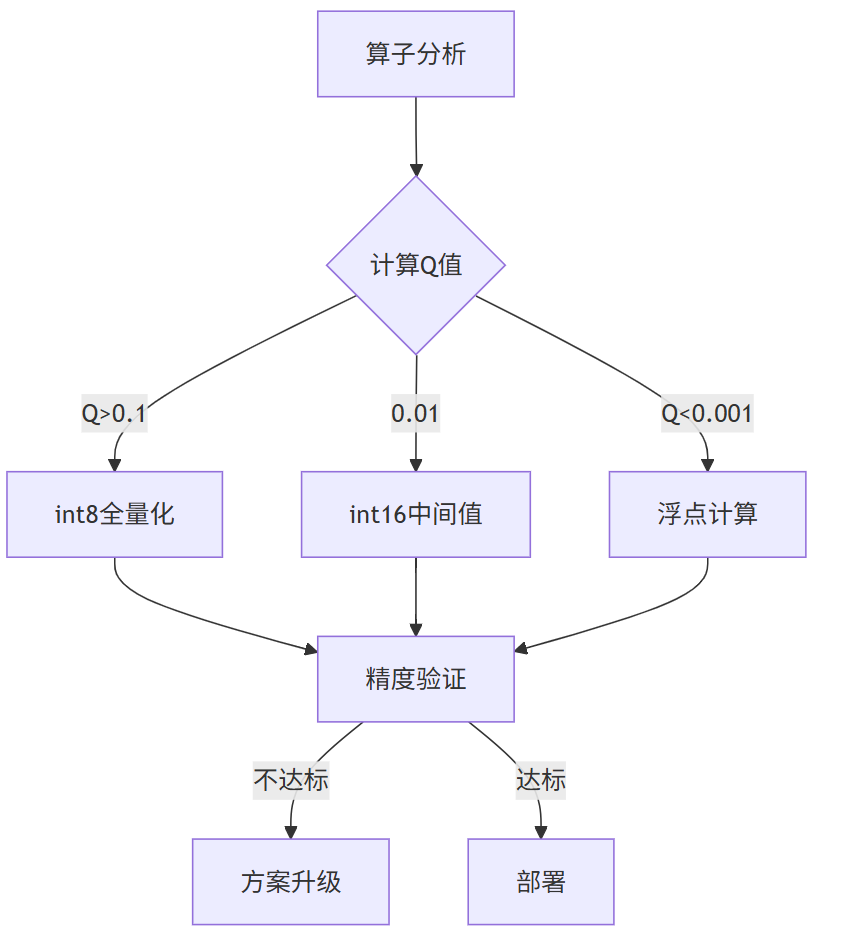 算子分析
计算Q值
Q>0.1
0.01
Q<0.001
int8全量化
int16中间值
浮点计算
精度验证
不达标
达标
方案升级
部署